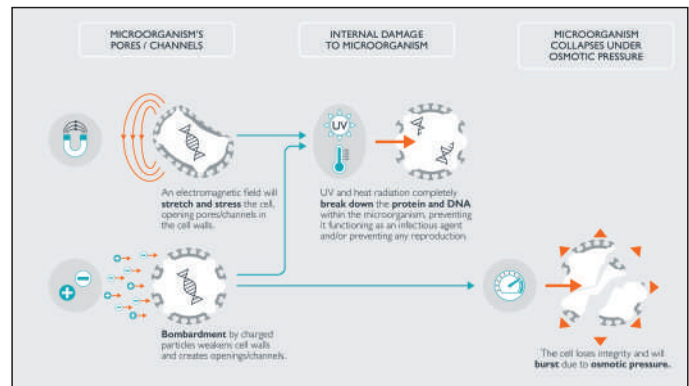 MICROORGANISM'S
PORES / CHANNELS
INTERNAL DAMAGE
TO MICROORGANISM
MICROORGANISM
COLLAPSES UNDER
OSMOTIC PRESSURE
UV
An electromagnetic field will
stretch and stress the cell,
opening pores/channels in
the cell walls.
UV and heat radiation completely
break down the protein and DNA
within the microorganism, preventing
it functioning as an infectious agent
and/or preventing any reproduction.
Bombardment by charged
particles weakens cell walls
and creates openings/channels.
The cell loses integrity and will
burst due to osmotic pressure.